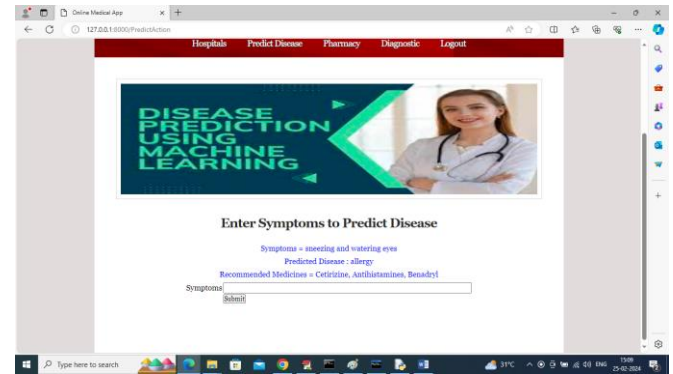 Online Medical App
127.0.0.1:8000/PredictAction
Hospitals Predict Disease Pharmacy Diagnostic Logout
DISEASE
PREDICTION
USING
MACHINE
LEARNING
Enter Symptoms to Predict Disease
Symptoms = sneezing and watering eyes
Predicted Disease : allergy
Recommended Medicines = Cetirizine, Antihistamines, Benadryl
Symptoms
Submit
Type here to search
31°C
ENG
15:09
25-02-2024